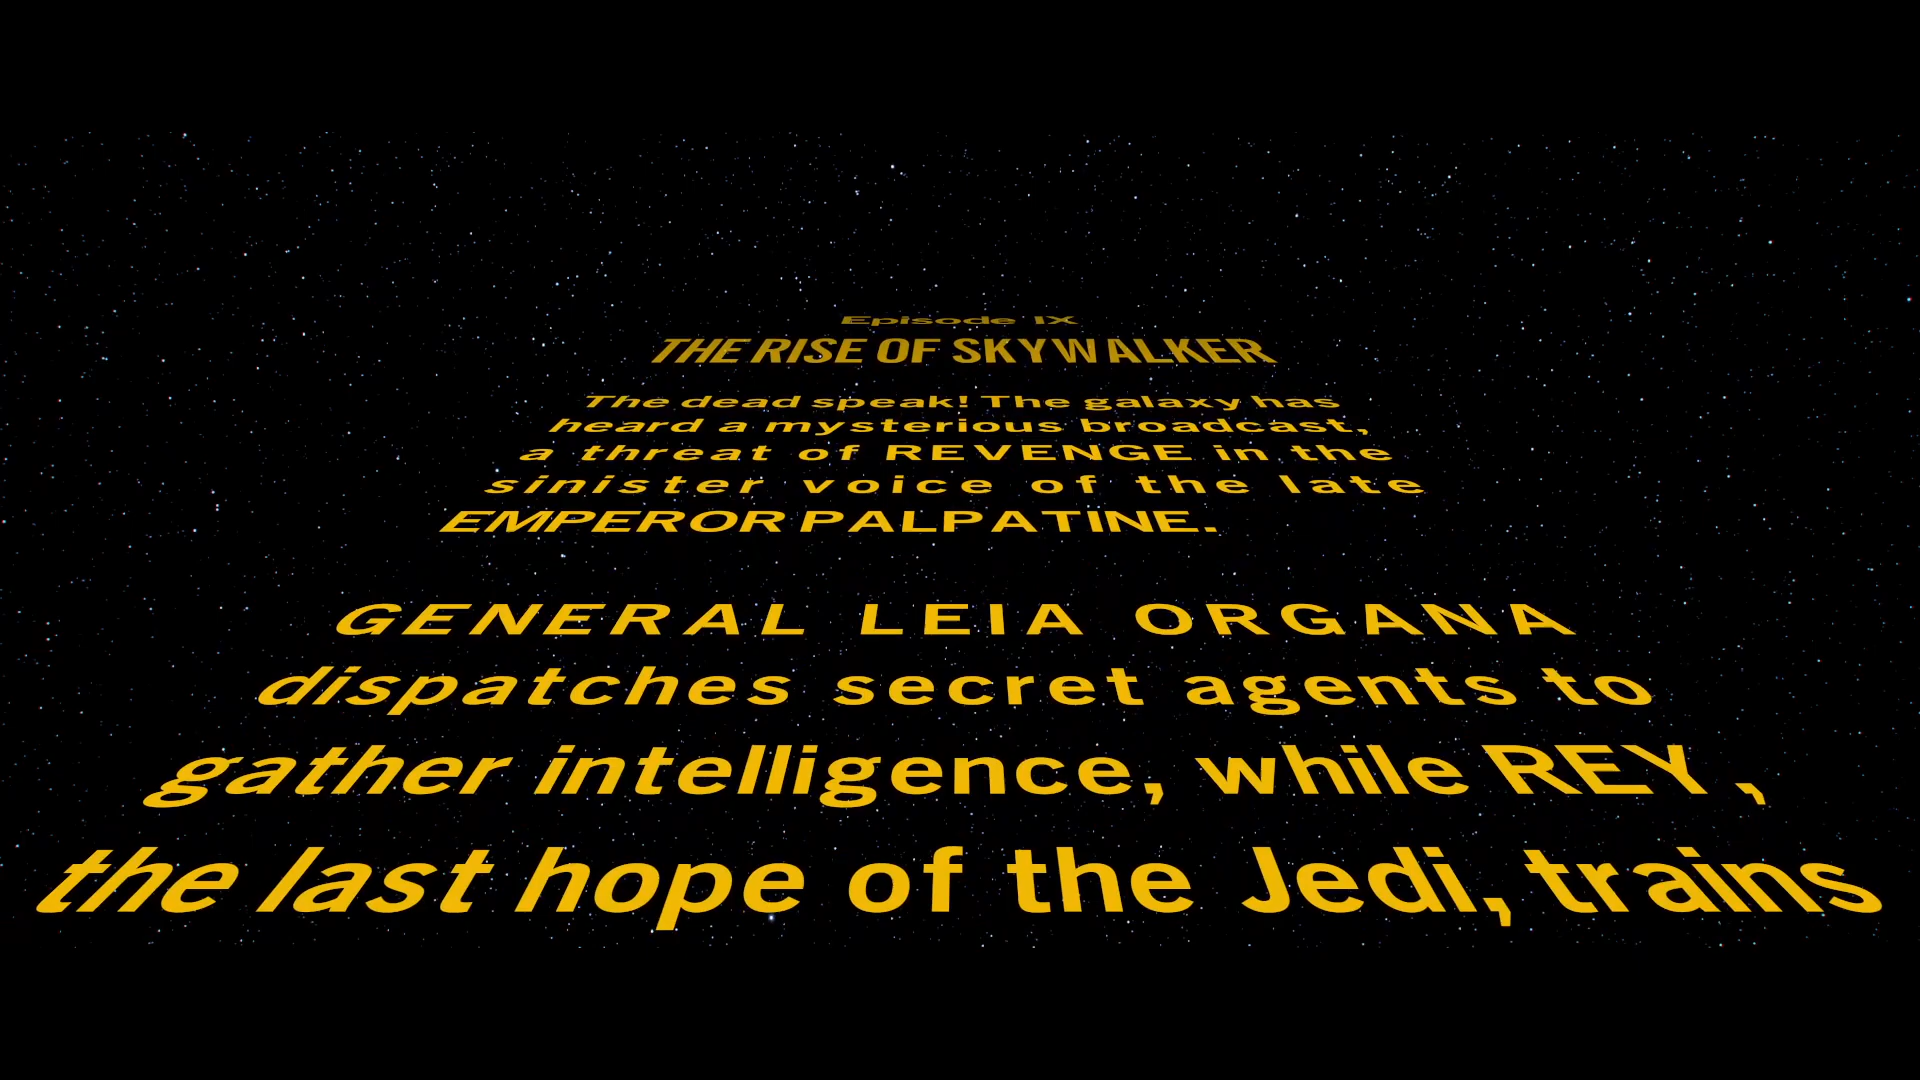 Episode IX
THE RISE OF SKYWALKER
The dead speak! The galaxy has
heard a mysterious broadcast,
a threat of REVENGE in the
sinister voice of the late
EMPEROR PALPATINE.
GENERAL LEIA ORGANA
dispatches secret agents to
gather intelligence, while REY,
the last hope of the Jedi, trains